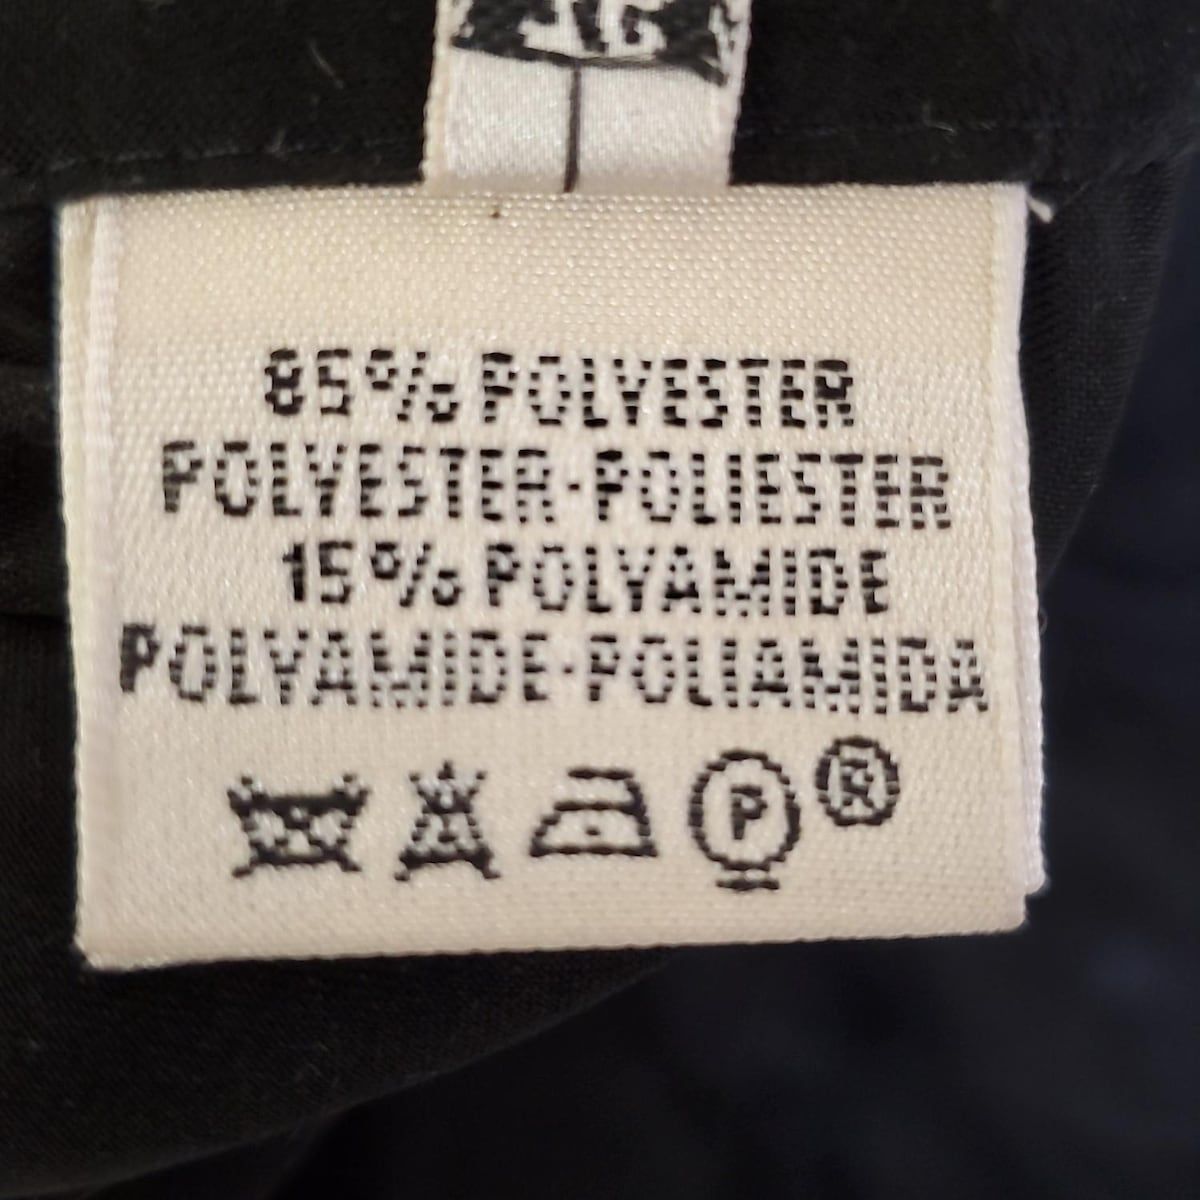 85% POLYESTER
POLYESTER·POLIESTER
15% POLYAMIDE
POLYAMIDE·POLIAMIDA
P ®